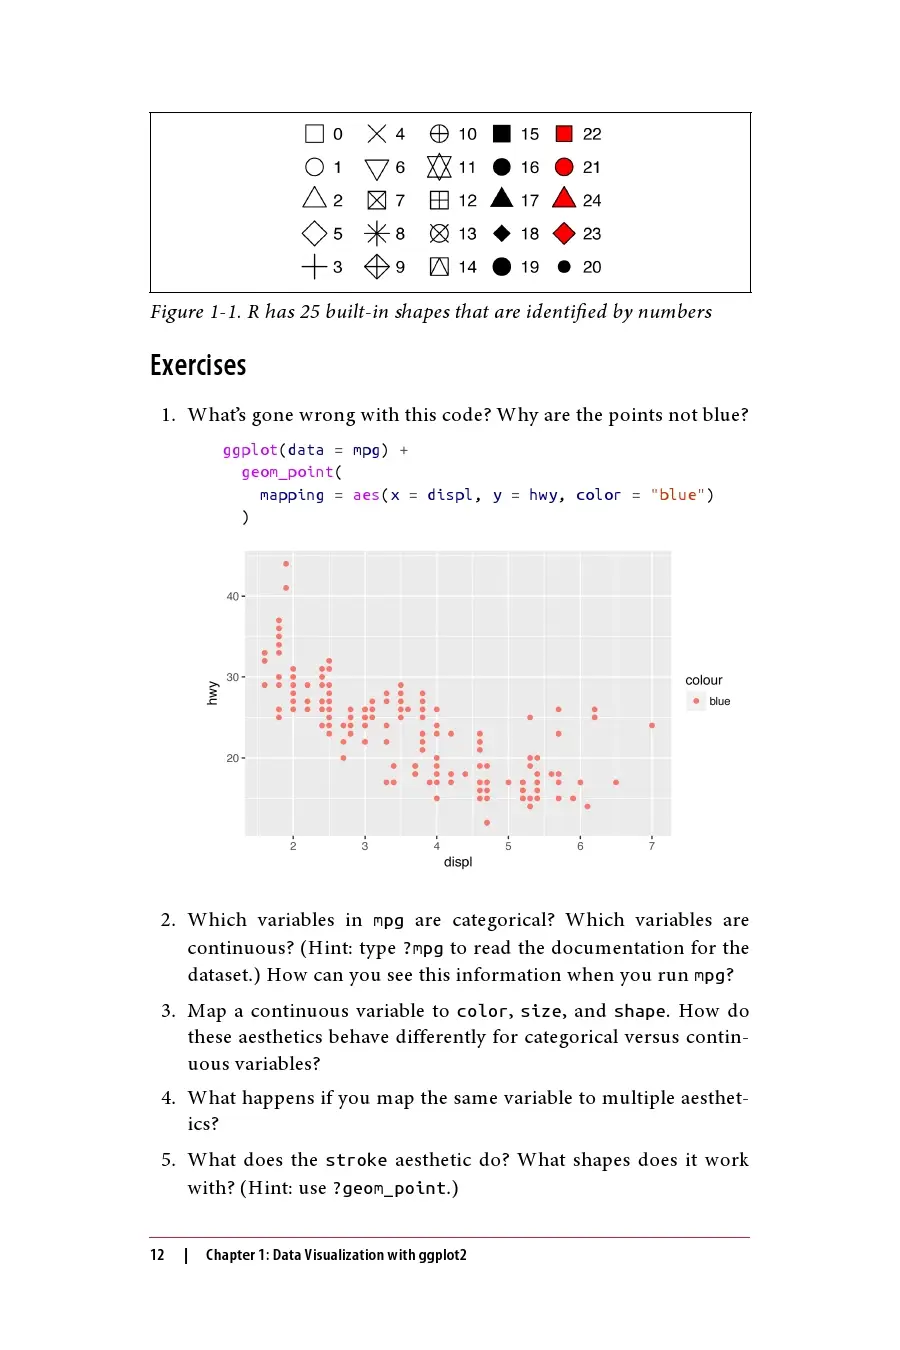 0 4 10 15 22
1 6 11 16 21
2 7 12 17 24
5 8 13 18 23
3 9 14 19 20
Figure 1-1. R has 25 built-in shapes that are identified by numbers
Exercises
1. What’s gone wrong with this code? Why are the points not blue?
ggplot(data = mpg) +
geom_point(
mapping = aes(x = displ, y = hwy, color = "blue")
)
40
30
20
hwy
colour
blue
2 3 4 5 6 7
displ
2. Which variables in mpg are categorical? Which variables are
continuous? (Hint: type ?mpg to read the documentation for the
dataset.) How can you see this information when you run mpg?
3. Map a continuous variable to color, size, and shape. How do
these aesthetics behave differently for categorical versus contin-
uous variables?
4. What happens if you map the same variable to multiple aesthet-
ics?
5. What does the stroke aesthetic do? What shapes does it work
with? (Hint: use ?geom_point.)
12 | Chapter 1: Data Visualization with ggplot2